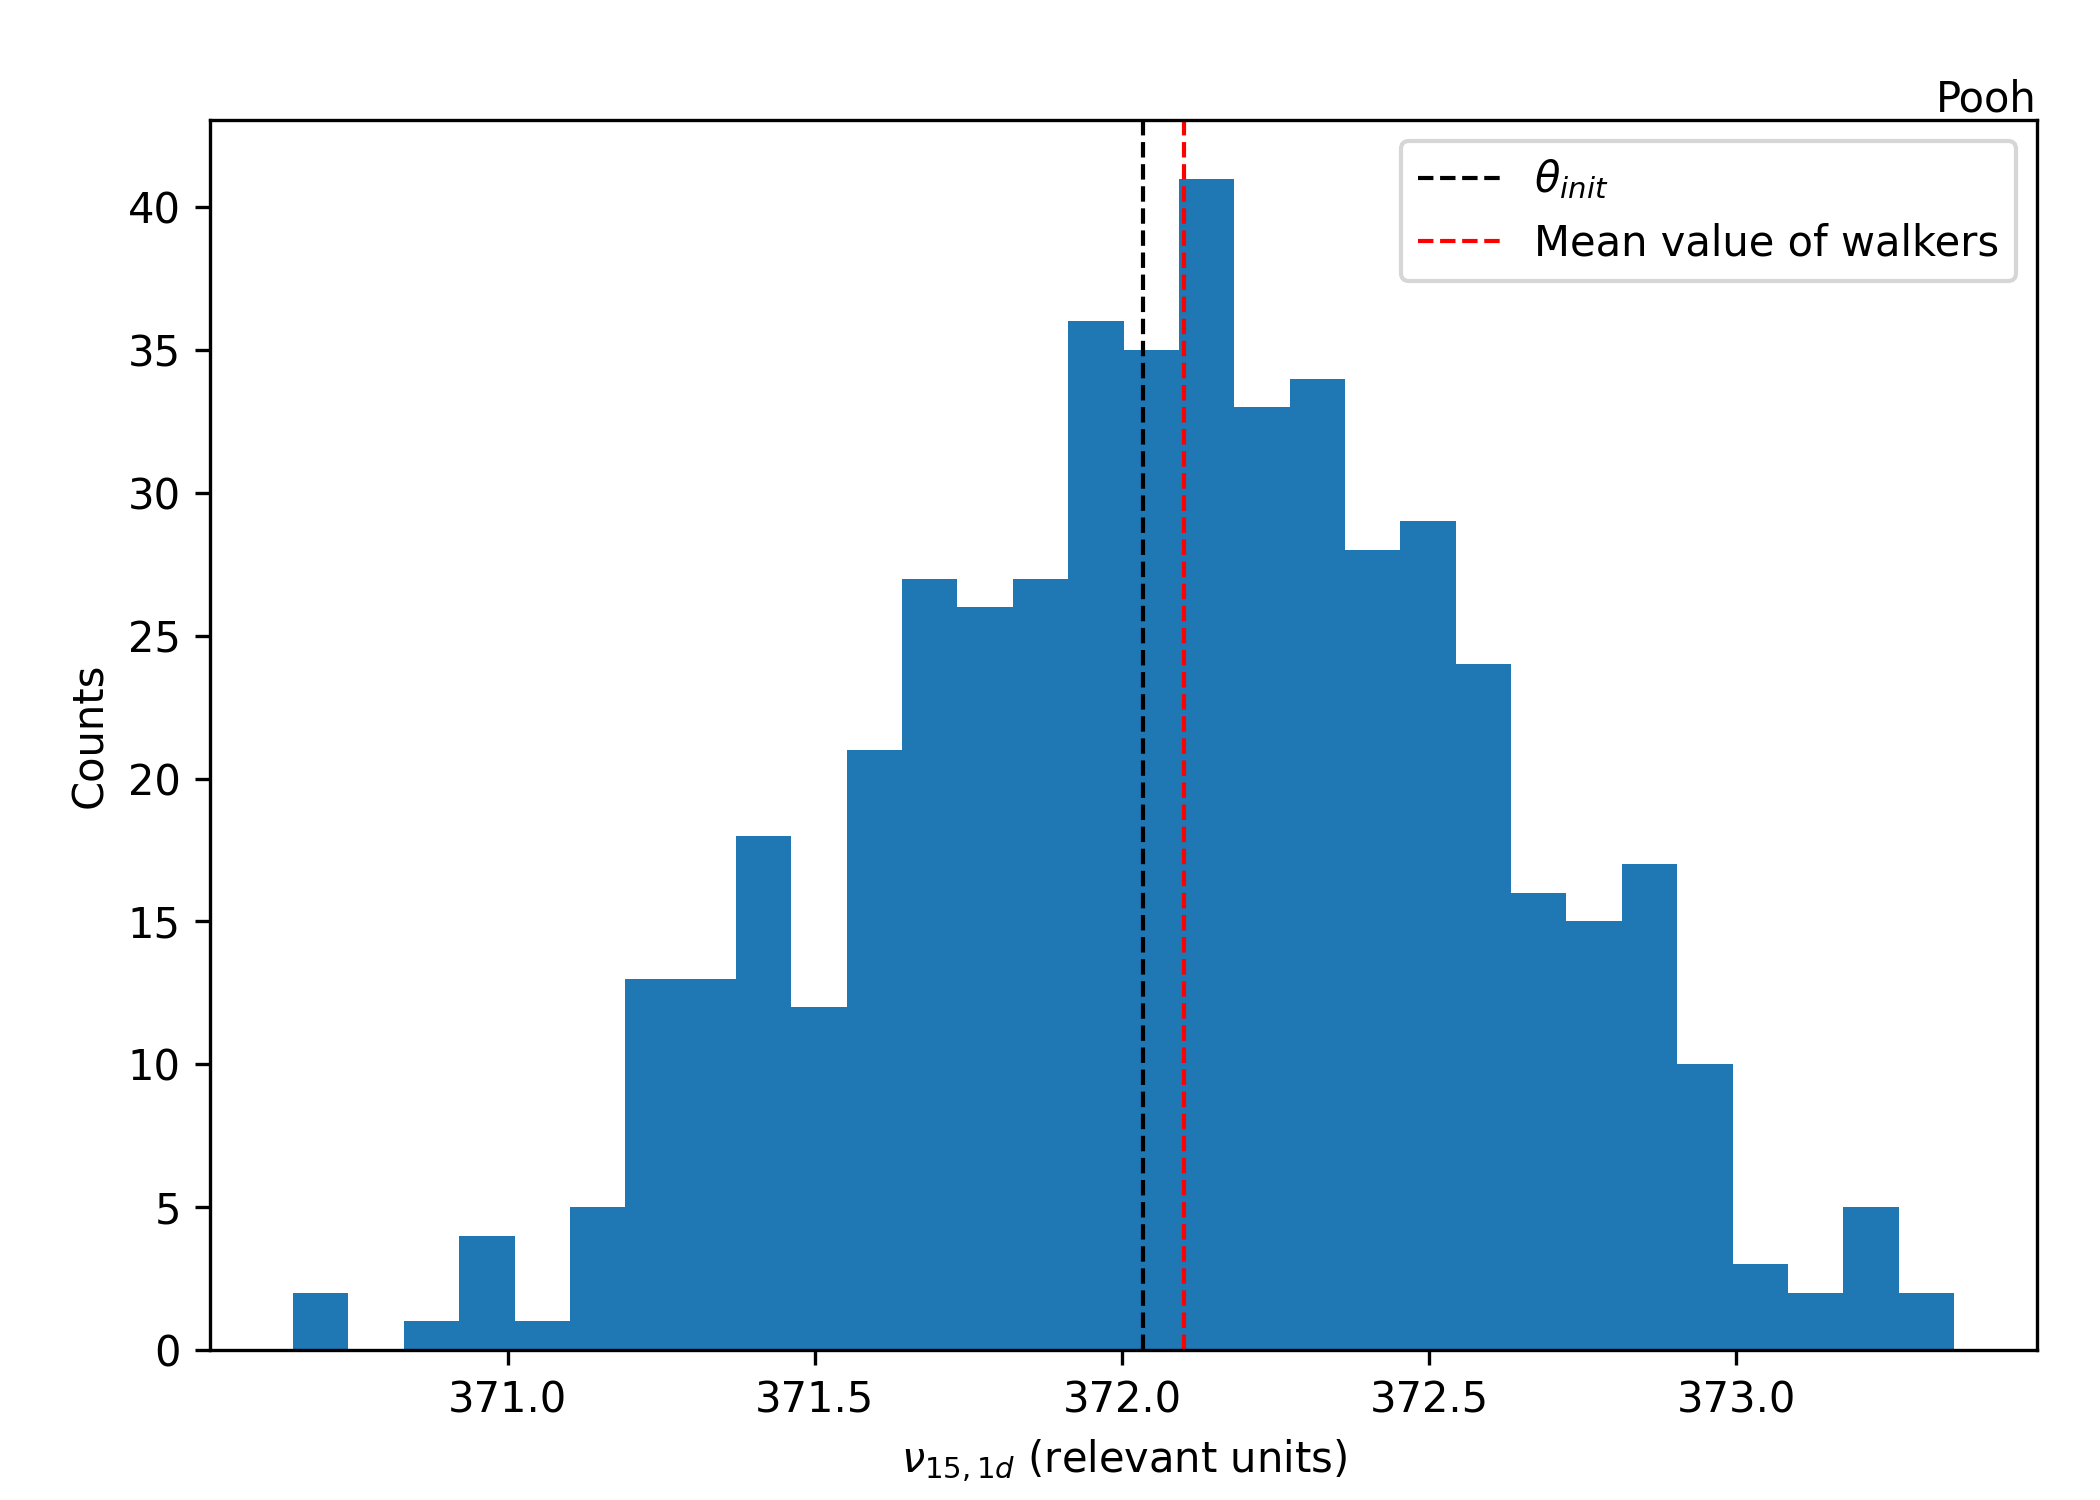 Pooh
θinit
Mean value of walkers
40
35
30
25
20
15
10
5
0
Counts
371.0 371.5 372.0 372.5 373.0
ν15, 1d (relevant units)